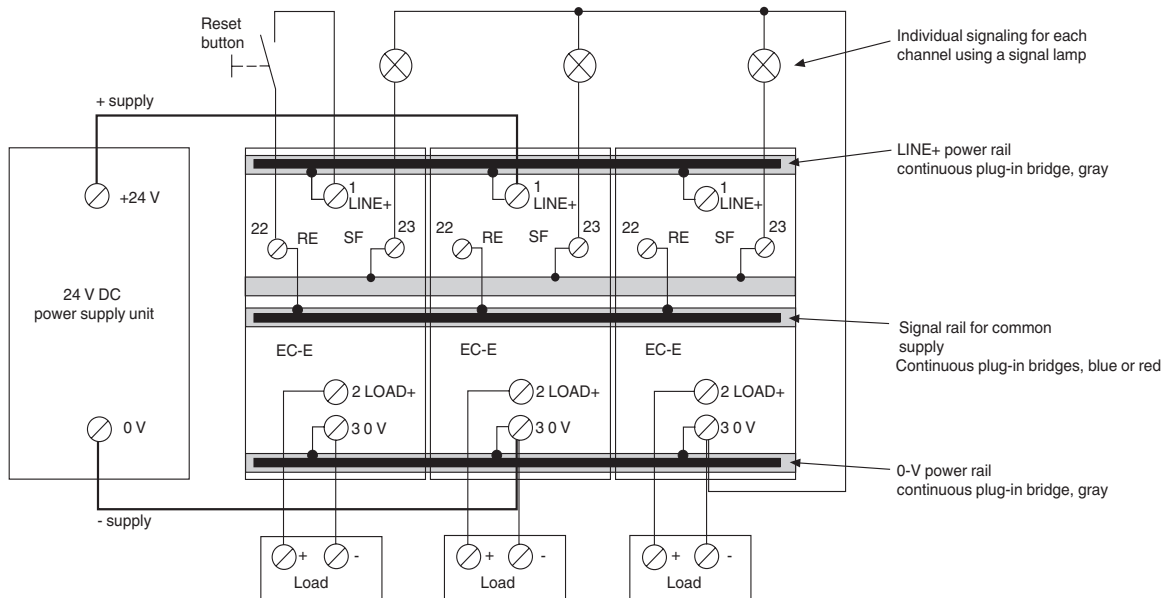 Reset
button
Individual signaling for each
channel using a signal lamp
+ supply
LINE+ power rail
continuous plug-in bridge, gray
+24 V
1
LINE+
1
LINE+
1
LINE+
22
RE
SF
23
22
RE
SF
23
22
RE
SF
23
24 V DC
power supply unit
Signal rail for common
supply
Continuous plug-in bridges, blue or red
EC-E
EC-E
EC-E
2 LOAD+
2 LOAD+
2 LOAD+
0 V
3 0 V
3 0 V
3 0 V
0-V power rail
continuous plug-in bridge, gray
- supply
+ -
Load
+ -
Load
+ -
Load